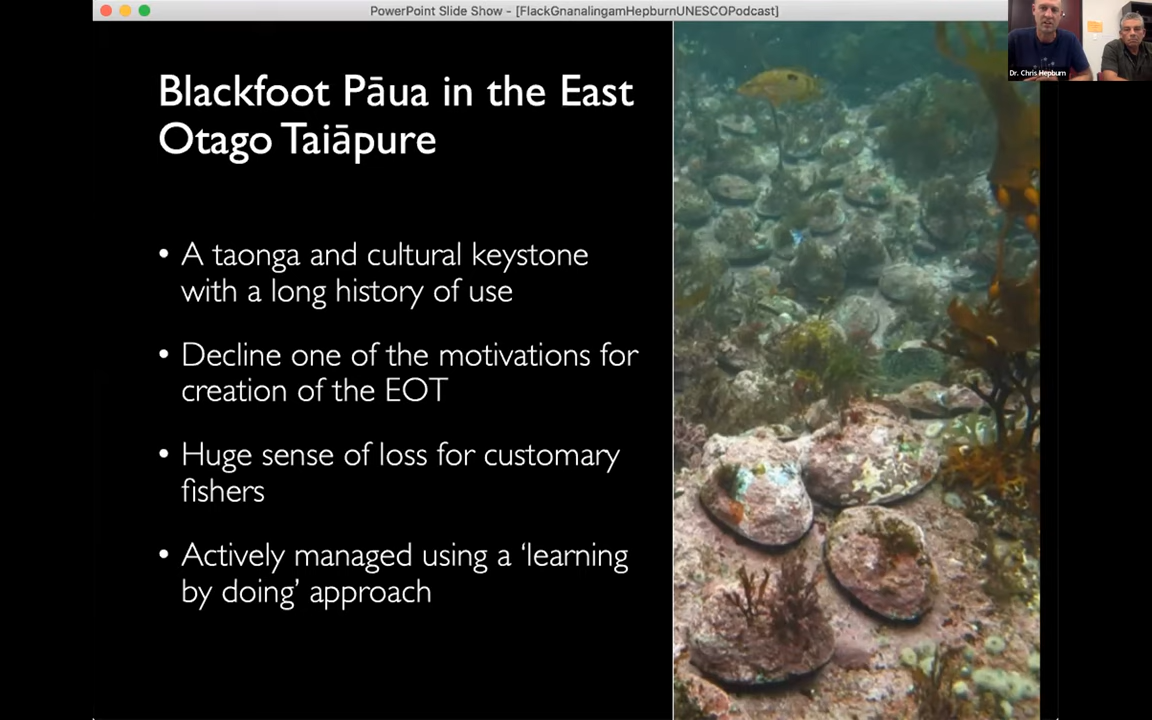 PowerPoint Slide Show - [FlackGnanalingamHepburnUNESCOPodcast]
Dr. Chris Hepburn
Blackfoot Pāua in the East
Otago Taiāpure
• A taonga and cultural keystone
with a long history of use
• Decline one of the motivations for
creation of the EOT
• Huge sense of loss for customary
fishers
• Actively managed using a ‘learning
by doing’ approach